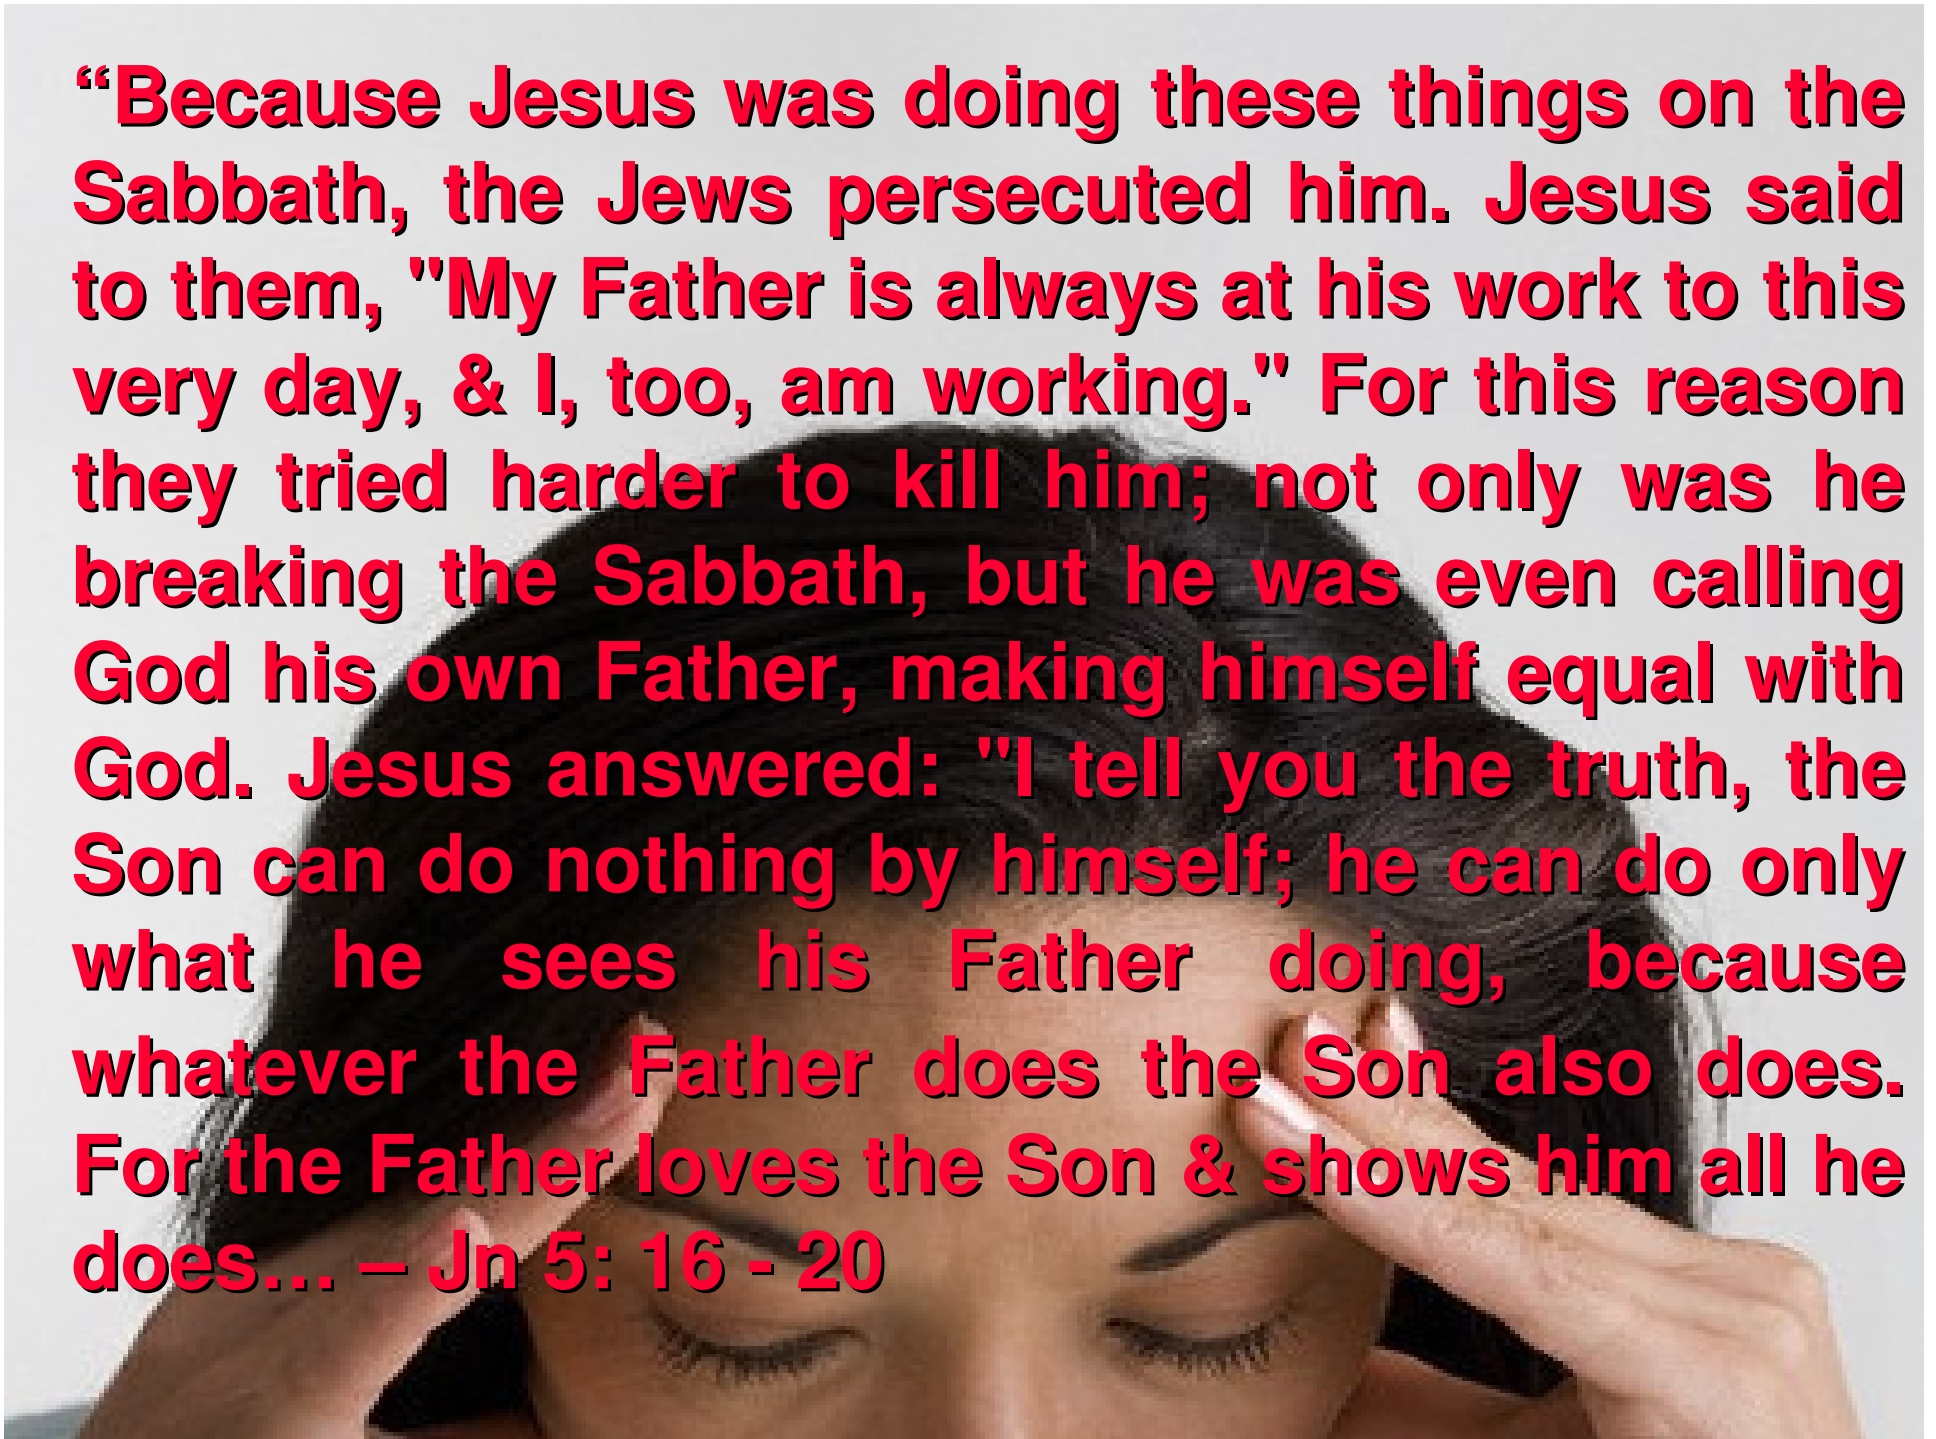 “Because Jesus was doing these things on the
Sabbath, the Jews persecuted him. Jesus said
to them, "My Father is always at his work to this
very day, & I, too, am working." For this reason
they tried harder to kill him; not only was he
breaking the Sabbath, but he was even calling
God his own Father, making himself equal with
God. Jesus answered: "I tell you the truth, the
Son can do nothing by himself; he can do only
what he sees his Father doing, because
whatever the Father does the Son also does.
For the Father loves the Son & shows him all he
does… – Jn 5: 16 - 20